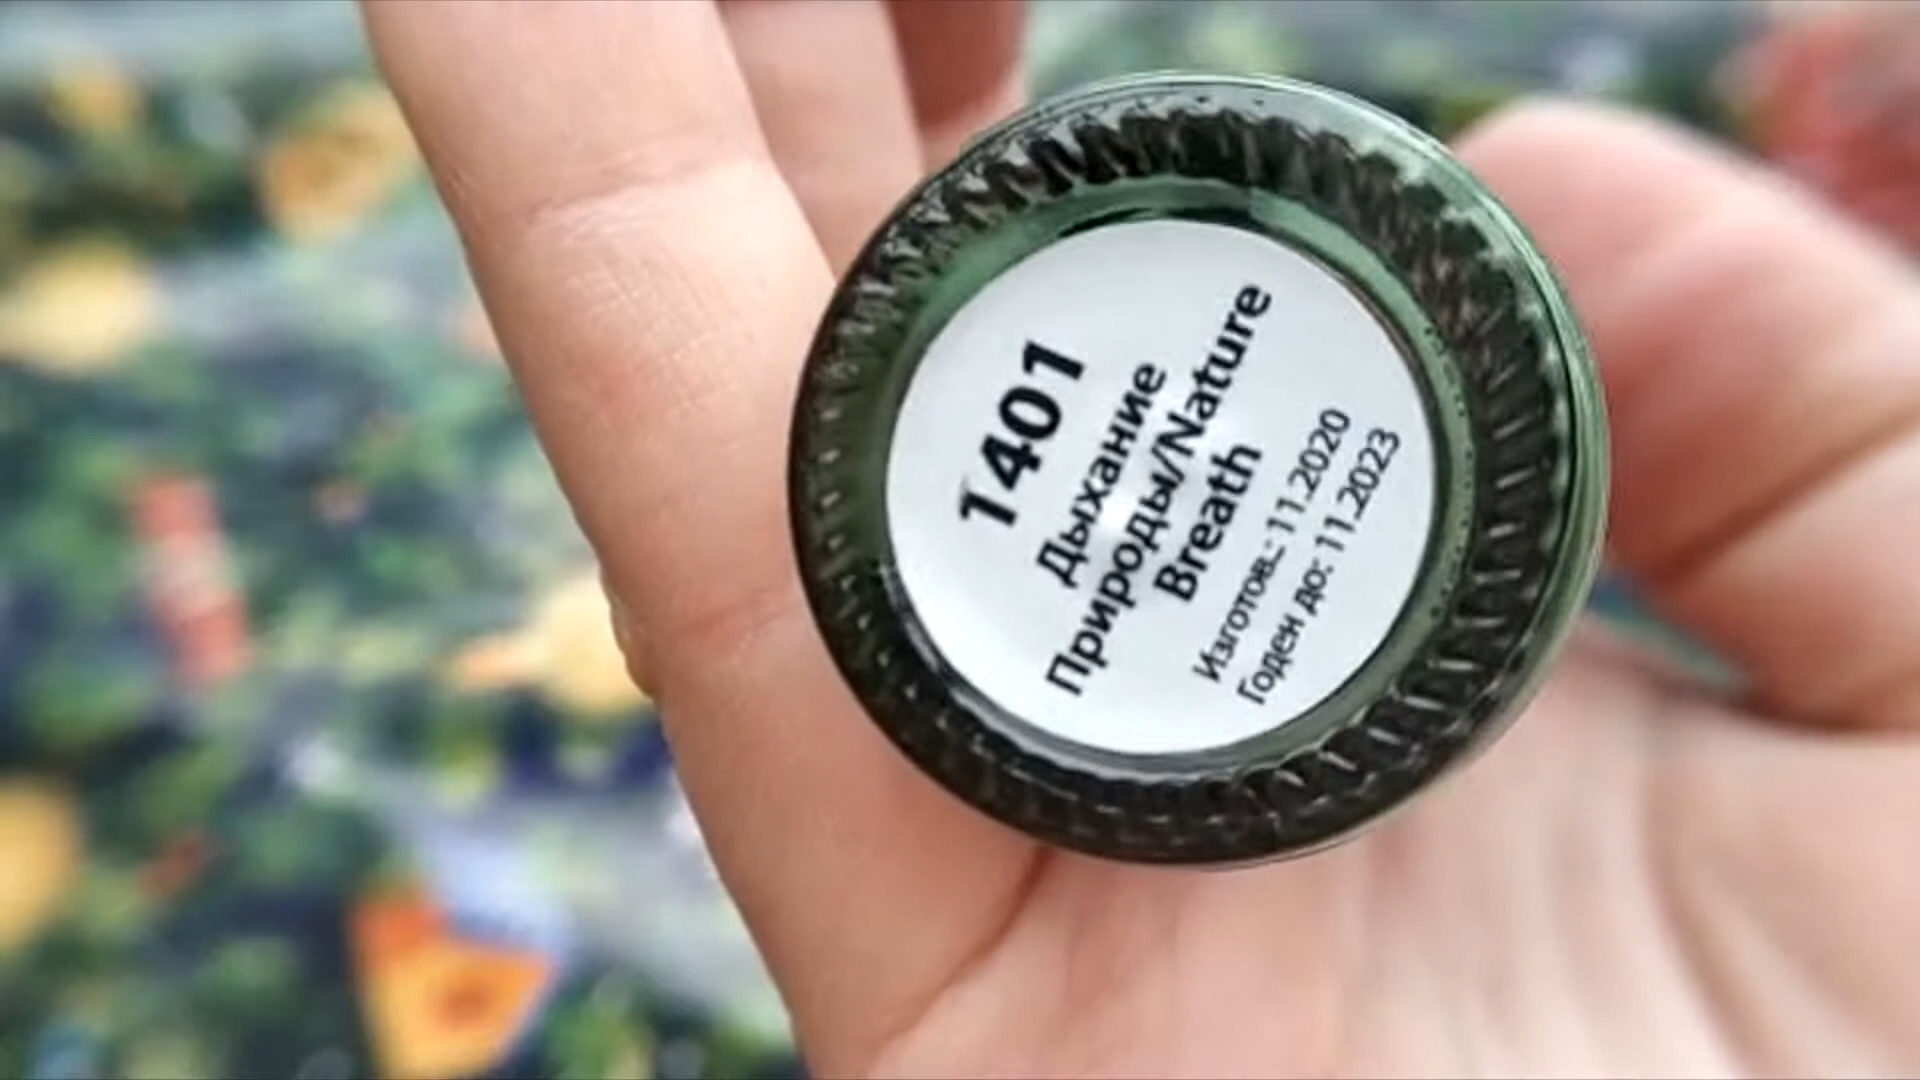 1401
Дыхание
Природы/Nature
Breath
Изготов.: 11.2020
Годен до: 11.2023